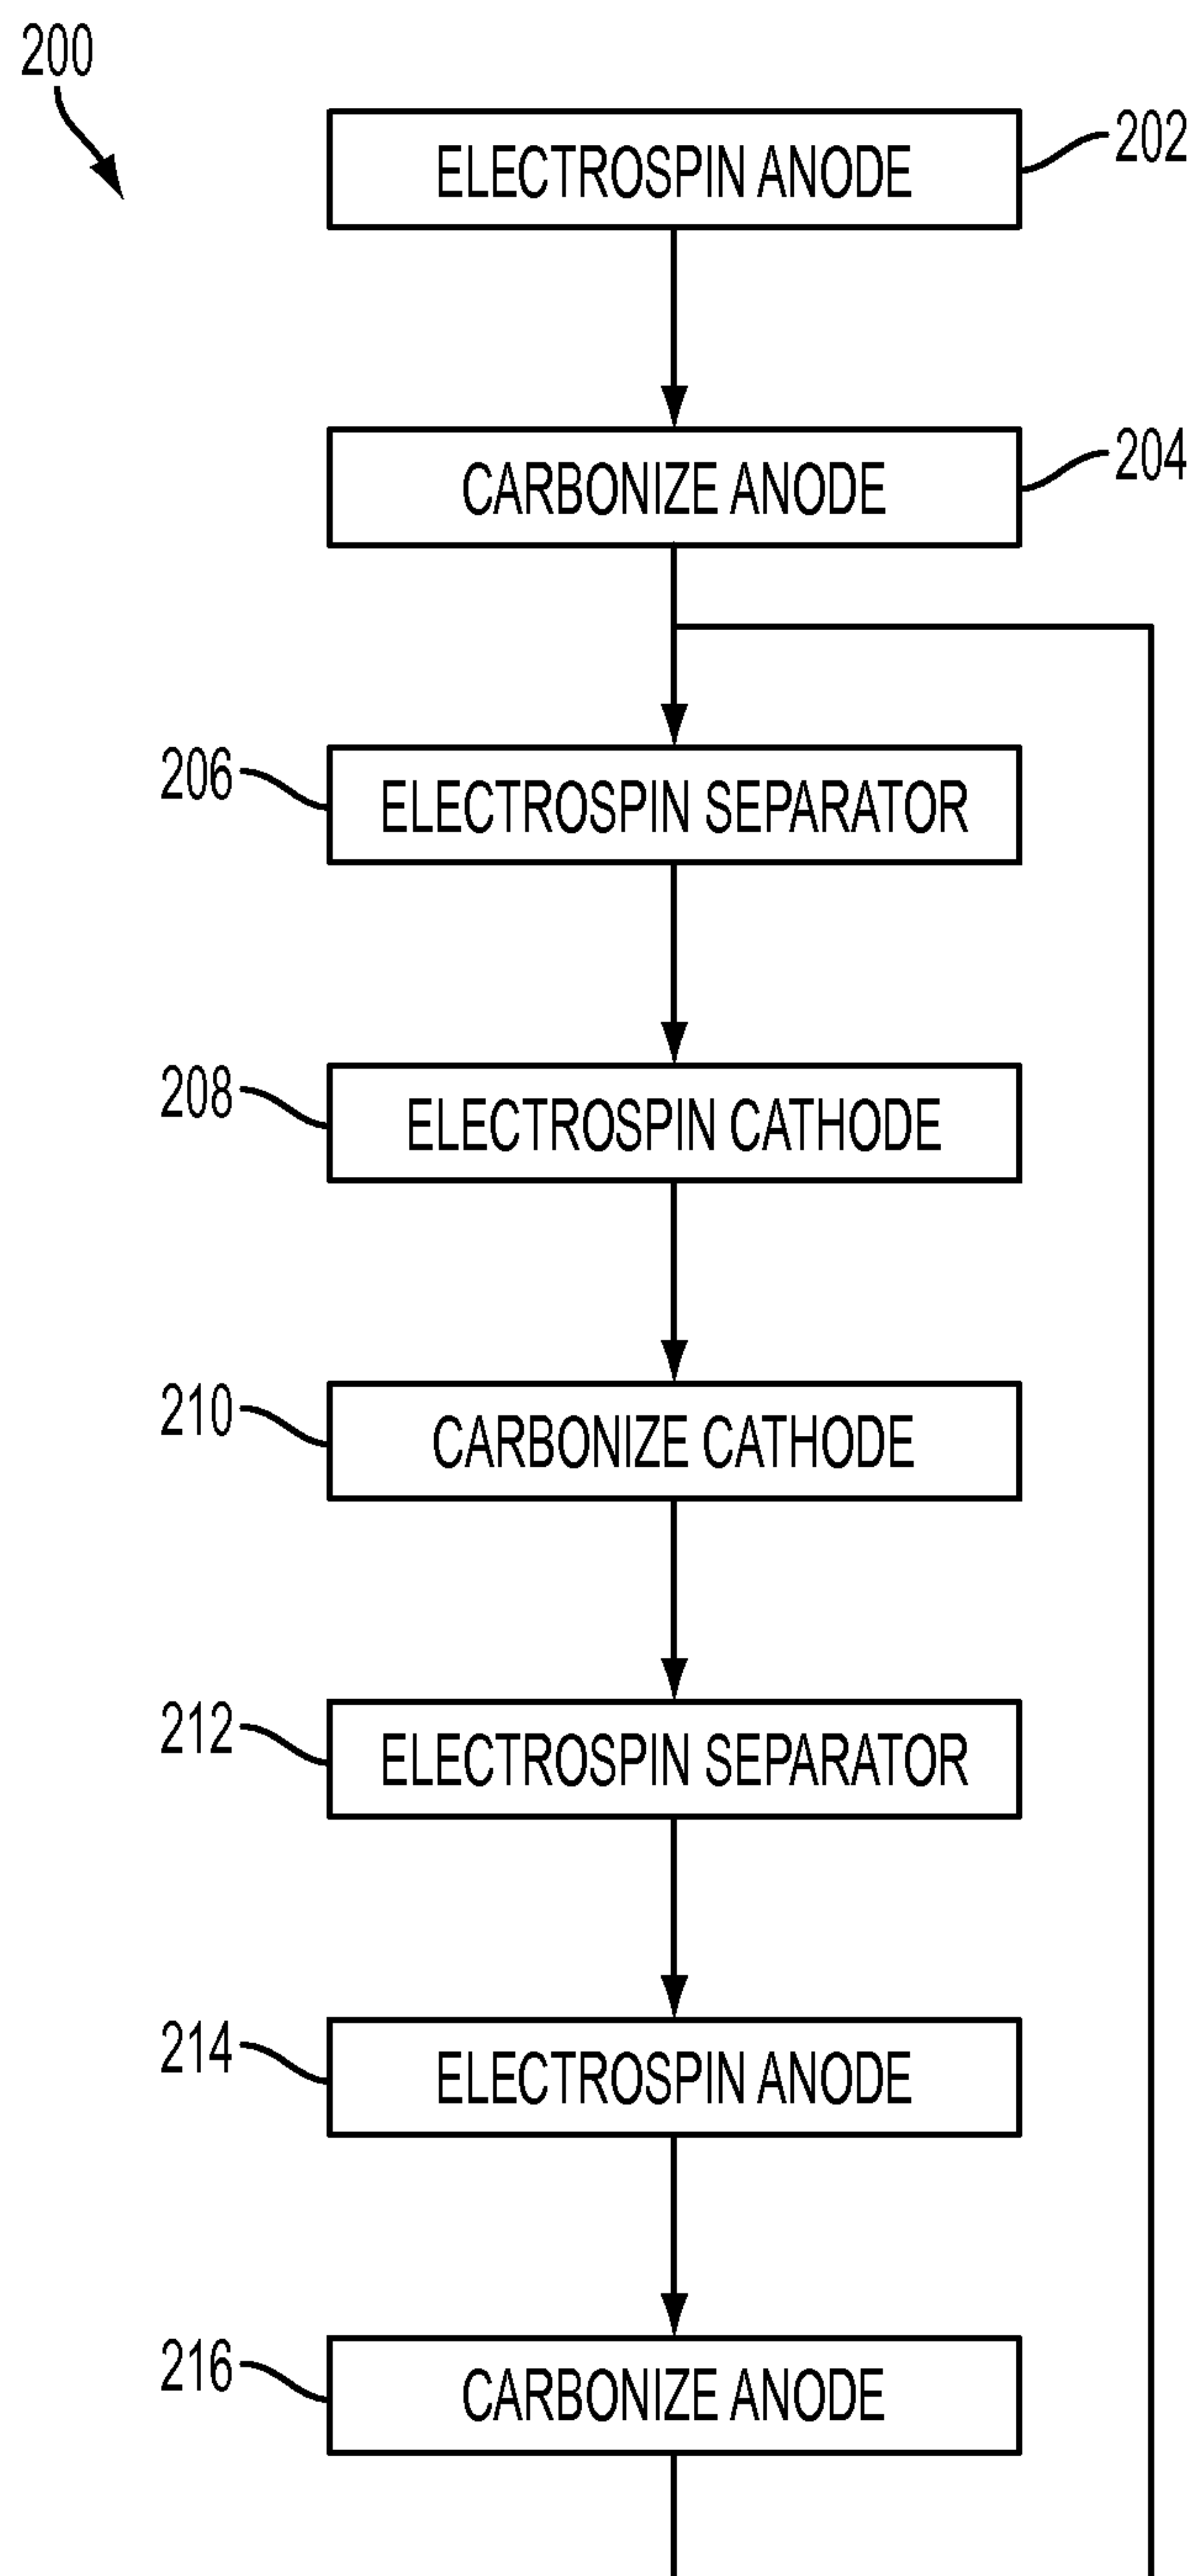 200
ELECTROSPIN ANODE
202
CARBONIZE ANODE
204
206
ELECTROSPIN SEPARATOR
208
ELECTROSPIN CATHODE
210
CARBONIZE CATHODE
212
ELECTROSPIN SEPARATOR
214
ELECTROSPIN ANODE
216
CARBONIZE ANODE